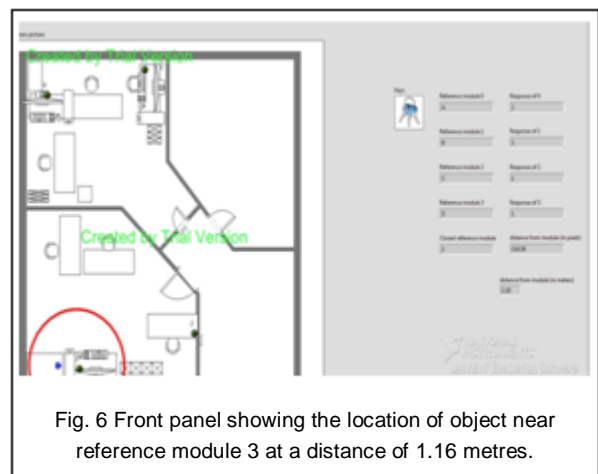 Created by Trial Version
Reference module 0
Response of 0
Reference module 1
Response of 1
Reference module 2
Response of 2
Reference module 3
Response of 3
Closest reference module
distance from module (in pixels)
distance from module (in meters)
Created by Trial Version
NATIONAL
INSTRUMENTS
LabVIEW Evaluation Software
Fig. 6 Front panel showing the location of object near
reference module 3 at a distance of 1.16 metres.